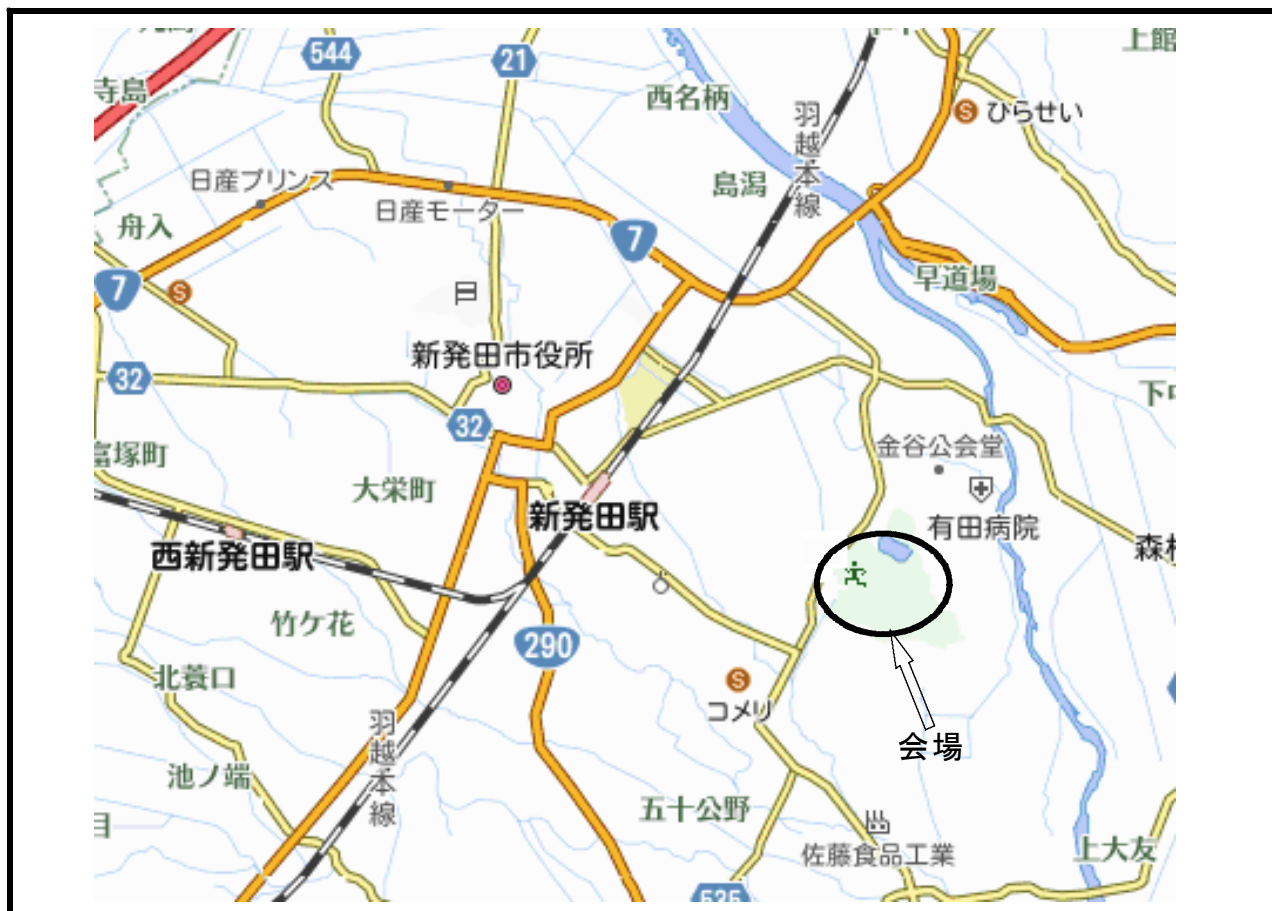 544
21
上館
寺島
西名柄
羽越本線
ひらせい
日産プリンス
島潟
日産モーター
舟入
7
7
早道場
新発田市役所
32
32
金谷公会堂
富塚町
大栄町
新発田駅
有田病院
西新発田駅
竹ケ花
290
北蓑口
コメリ
羽越本線
会場
池ノ端
五十公野
佐藤食品工業
上大友
535